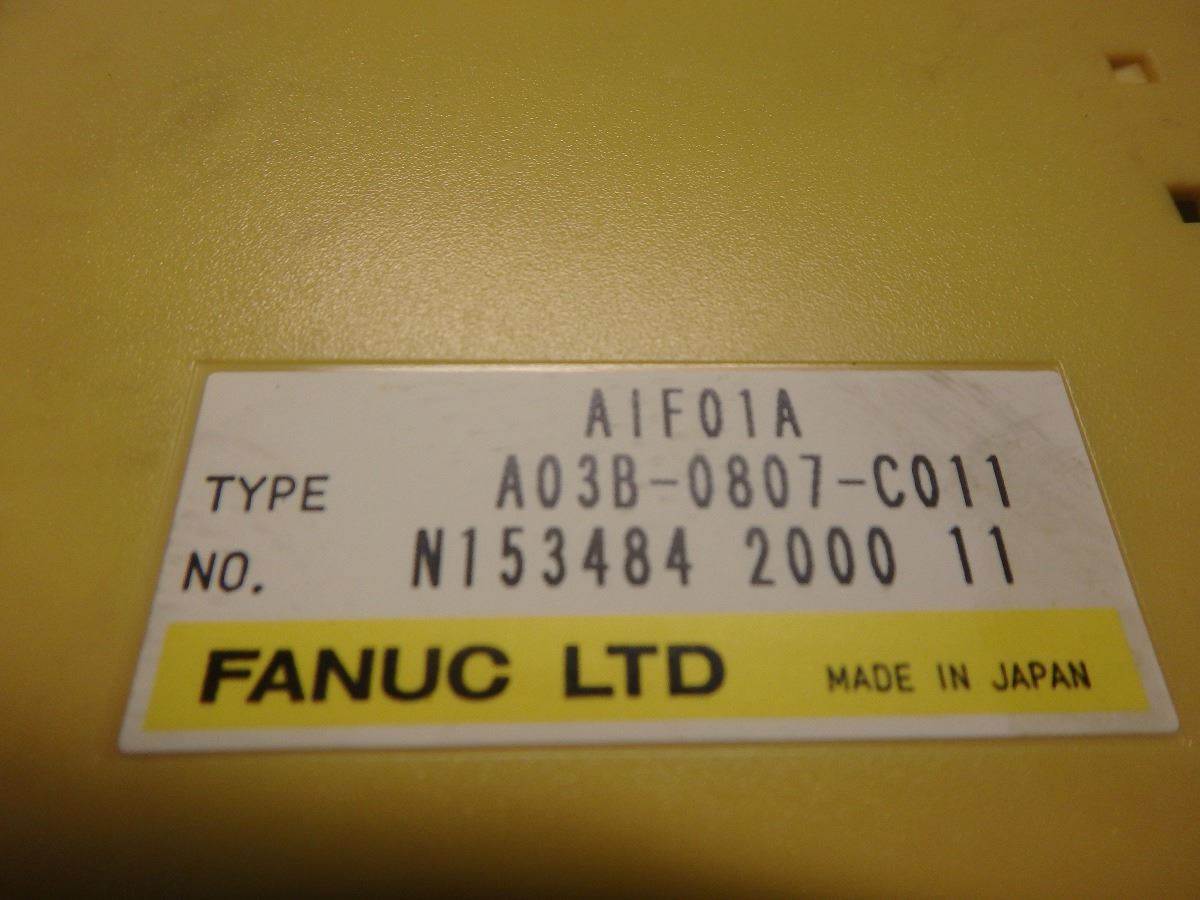 AIF01A
TYPE A03B-0807-C011
NO. N153484 2000 11
FANUC LTD MADE IN JAPAN